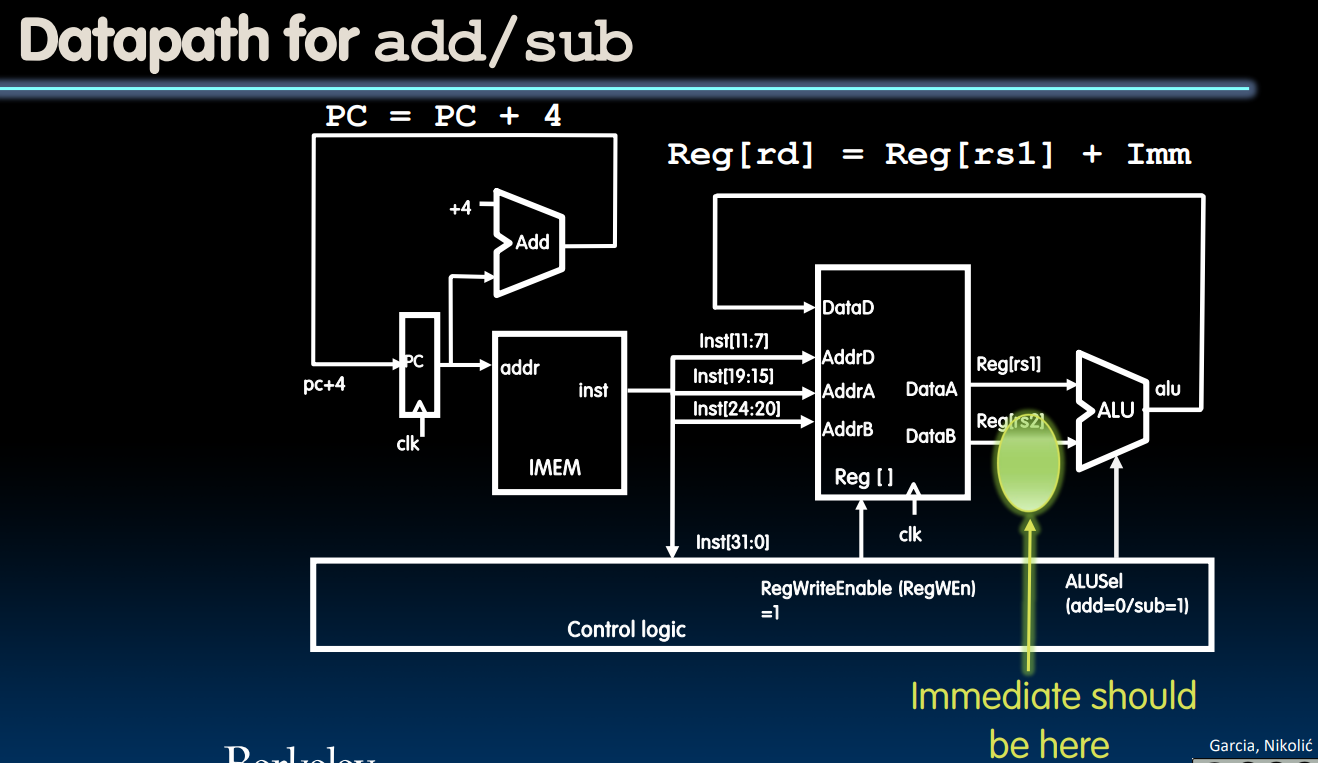 Datapath for add/sub
PC = PC + 4
Reg[rd] = Reg[rs1] + Imm
+4
Add
DataD
Inst[11:7]
PC
addr
AddrD
Reg[rs1]
pc+4
inst
Inst[19:15]
AddrA
DataA
alu
Inst[24:20]
ALU
Reg[rs2]
clk
AddrB
DataB
IMEM
Reg [ ]
clk
Inst[31:0]
RegWriteEnable (RegWEn)
=1
ALUSel
(add=0/sub=1)
Control logic
Immediate should
be here
Berkeley
Garcia, Nikolić